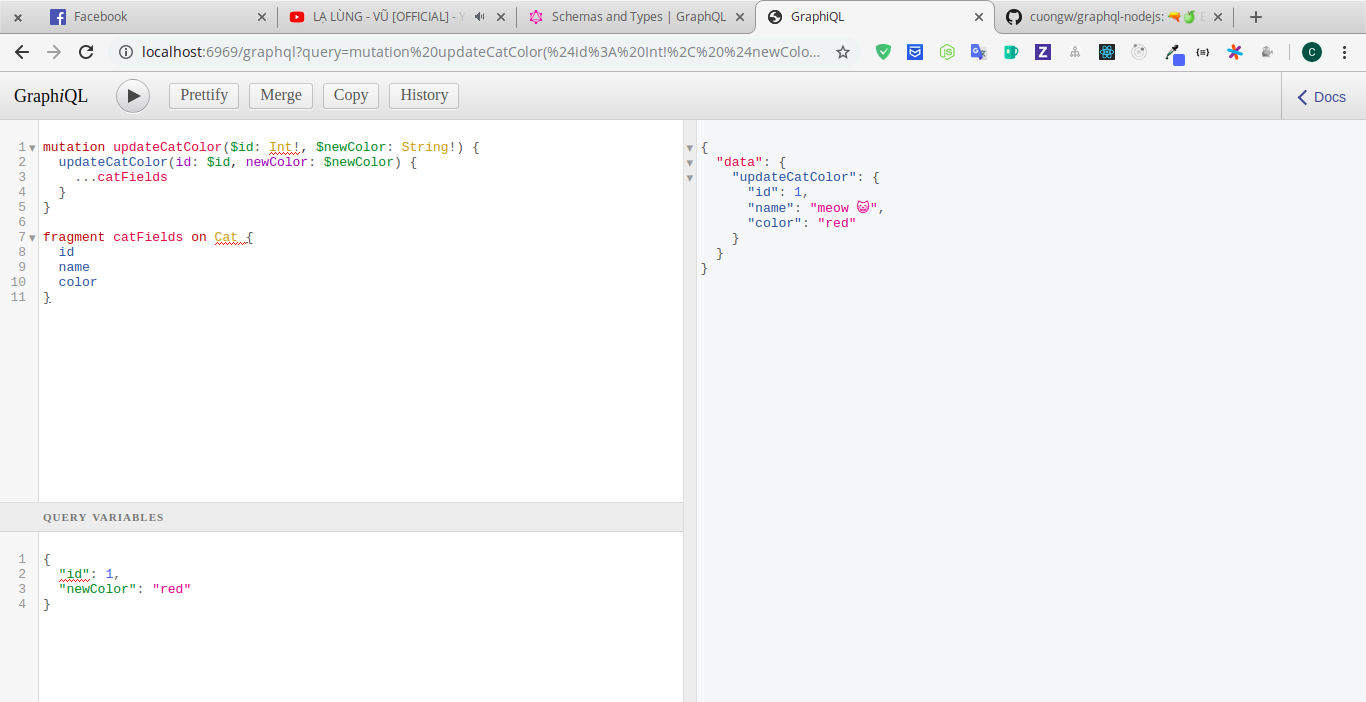 Facebook
LẠ LÙNG - VŨ [OFFICIAL] - Y
Schemas and Types | GraphQL
GraphiQL
cuongw/graphql-nodejs: 🔫🍏
localhost:6969/graphql?query=mutation%20updateCatColor(%24id%3A%20Int!%2C%20%24newColo...
C
GraphiQL
Prettify
Merge
Copy
History
Docs
1 mutation updateCatColor($id: Int!, $newColor: String!) {
2 updateCatColor(id: $id, newColor: $newColor) {
3 ...catFields
4 }
5 }
6
7 fragment catFields on Cat {
8 id
9 name
10 color
11 }
QUERY VARIABLES
1 {
2 "id": 1,
3 "newColor": "red"
4 }
{
"data": {
"updateCatColor": {
"id": 1,
"name": "meow 😺",
"color": "red"
}
}
}